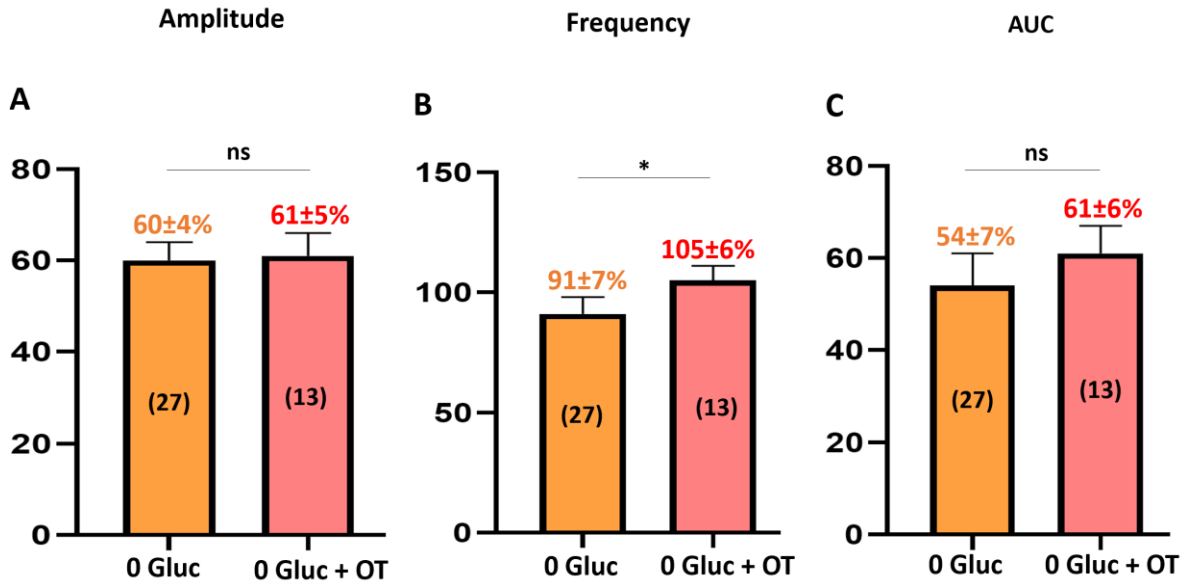 Amplitude
Frequency
AUC
A
B
C
ns
*
ns
80
60
40
20
0
60±4%
61±5%
(27)
(13)
0 Gluc
0 Gluc + OT
150
100
50
0
91±7%
105±6%
(27)
(13)
0 Gluc
0 Gluc + OT
80
60
40
20
0
54±7%
61±6%
(27)
(13)
0 Gluc
0 Gluc + OT